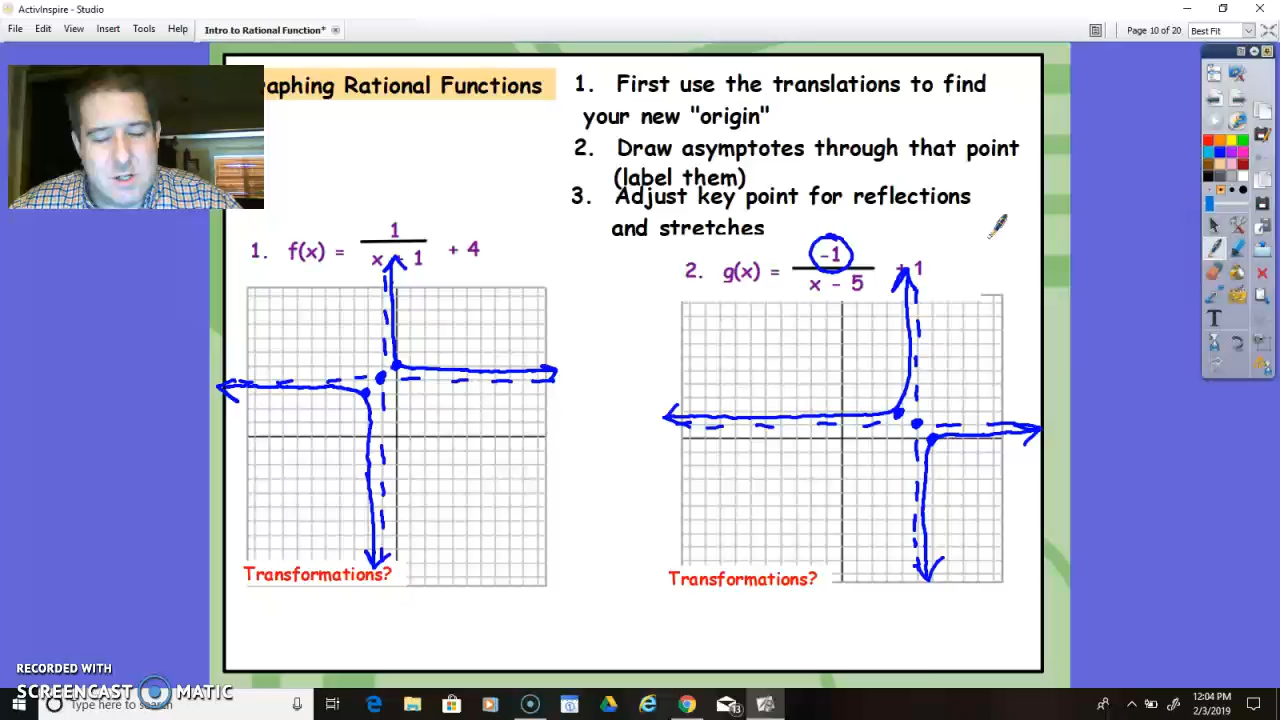 ActivInspire - Studio
File Edit View Insert Tools Help
Intro to Rational Function*
Page 10 of 20
Best Fit
raphing Rational Functions
1. First use the translations to find
your new "origin"
2. Draw asymptotes through that point
(label them)
3. Adjust key point for reflections
and stretches
1. f(x) = 1
x + 1 + 4
2. g(x) = -1
x - 5 + 1
Transformations?
Transformations?
RECORDED WITH
SCREENCAST MATIC
Type here to search
13
12:04 PM
2/3/2019